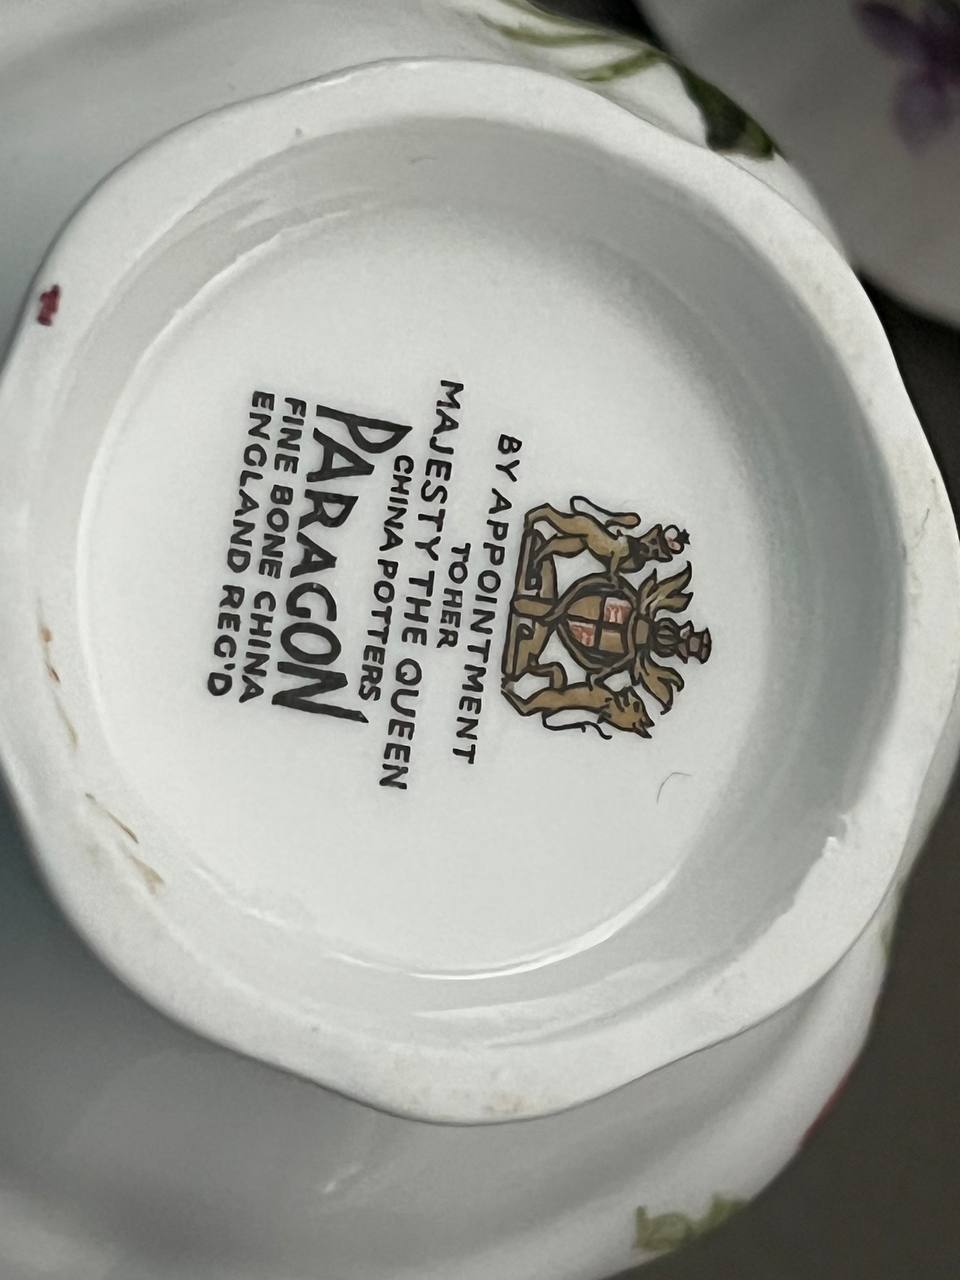 BY APPOINTMENT
TO HER
MAJESTY THE QUEEN
CHINA POTTERS
PARAGON
FINE BONE CHINA
ENGLAND REG'D